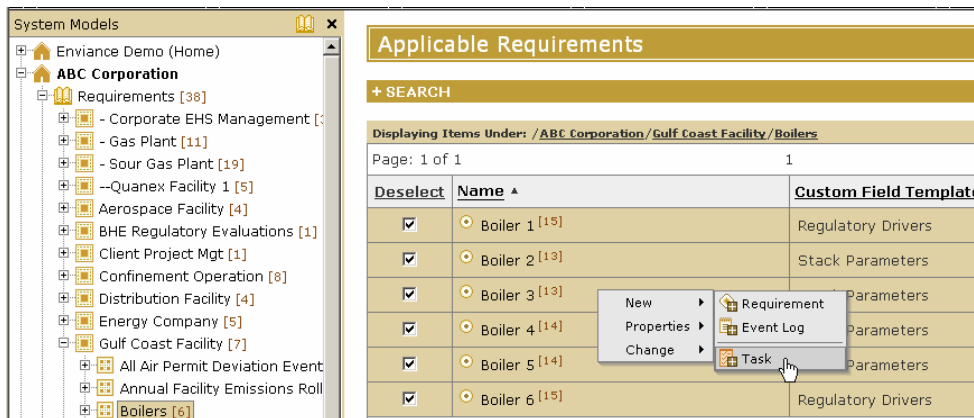 System Models
Enviance Demo (Home)
ABC Corporation
Requirements [38]
- Corporate EHS Management [
- Gas Plant [11]
- Sour Gas Plant [19]
--Quanex Facility 1 [5]
Aerospace Facility [4]
BHE Regulatory Evaluations [1]
Client Project Mgt [1]
Confinement Operation [8]
Distribution Facility [4]
Energy Company [5]
Gulf Coast Facility [7]
All Air Permit Deviation Event
Annual Facility Emissions Roll
Boilers [6]
Applicable Requirements
+ SEARCH
Displaying Items Under: /ABC Corporation/Gulf Coast Facility/Boilers
Page: 1 of 1 1
Deselect Name Custom Field Template
Boiler 1 [15] Regulatory Drivers
Boiler 2 [13] Stack Parameters
Boiler 3 [13] Parameters
Boiler 4 [14] Parameters
Boiler 5 [14] Parameters
Boiler 6 [15] Regulatory Drivers
New
Properties
Change
Requirement
Event Log
Task